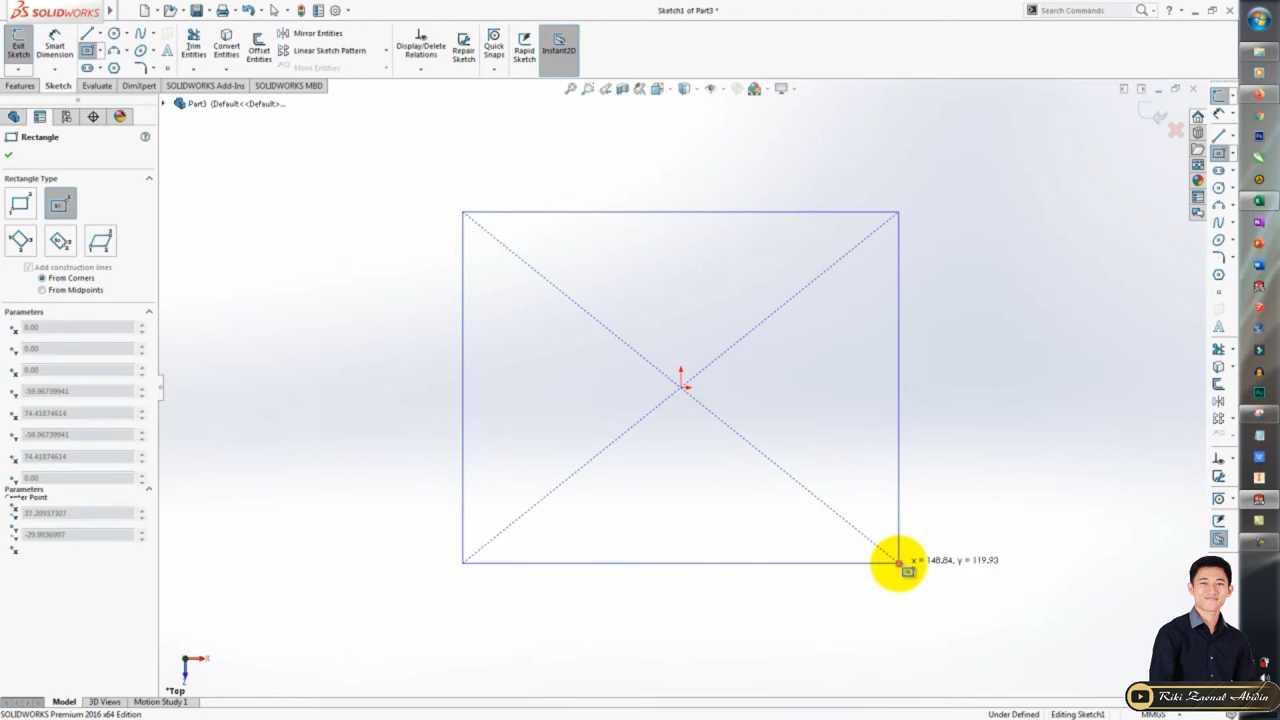 SOLIDWORKS
Sketch1 of Part3 *
Search Commands
Exit Sketch
Smart Dimension
Trim Entities
Convert Entities
Offset Entities
Mirror Entities
Linear Sketch Pattern
Move Entities
Display/Delete Relations
Repair Sketch
Quick Snaps
Rapid Sketch
Instant2D
Features
Sketch
Evaluate
DimXpert
SOLIDWORKS Add-Ins
SOLIDWORKS MBD
Part3 (Default<<Default>...
Rectangle
Rectangle Type
Add construction lines
From Corners
From Midpoints
Parameters
0.00
0.00
0.00
-59.96739941
74.41874614
-59.96739941
74.41874614
0.00
Parameters
Center Point
37.20937307
-29.9836997
x = 148.84, y = 119.93
X
Z
*Top
Model
3D Views
Motion Study 1
Riki Zaenal Abidin
SOLIDWORKS Premium 2016 x64 Edition
Under Defined
Editing Sketch1
MMGS